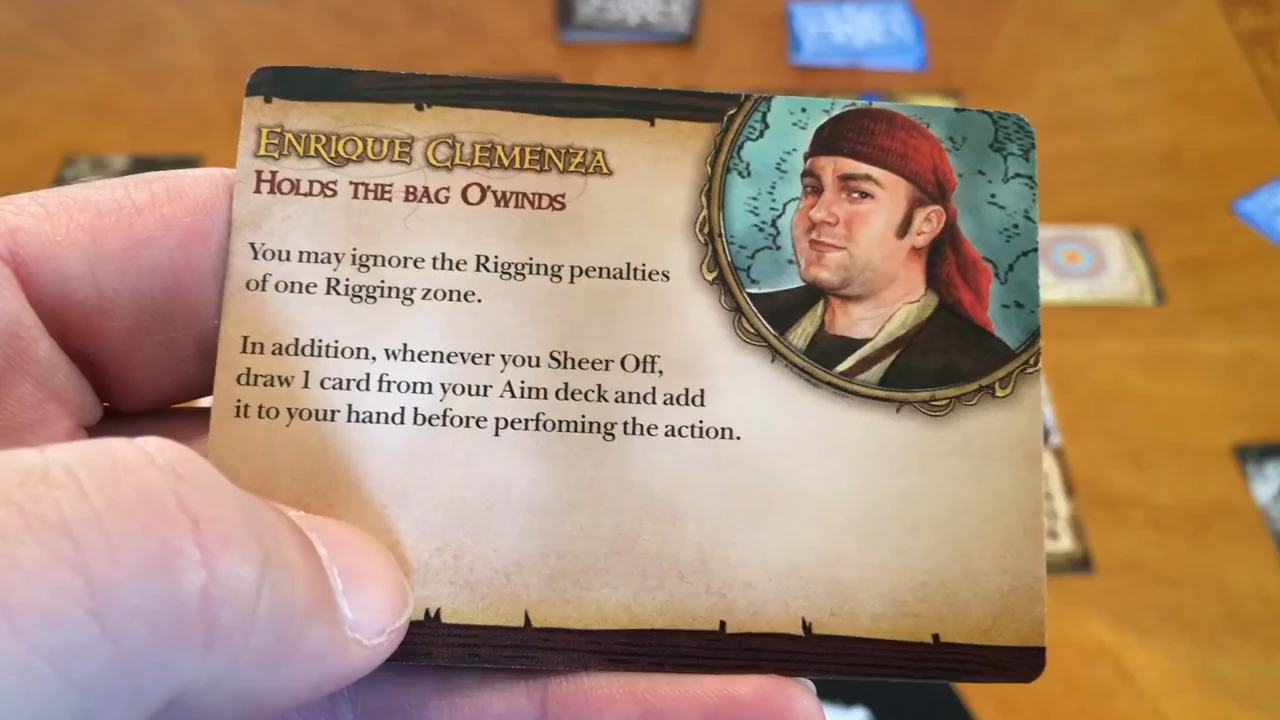 Enrique Clemenza
Holds the bag O'winds
You may ignore the Rigging penalties
of one Rigging zone.
In addition, whenever you Sheer Off,
draw 1 card from your Aim deck and add
it to your hand before perfoming the action.